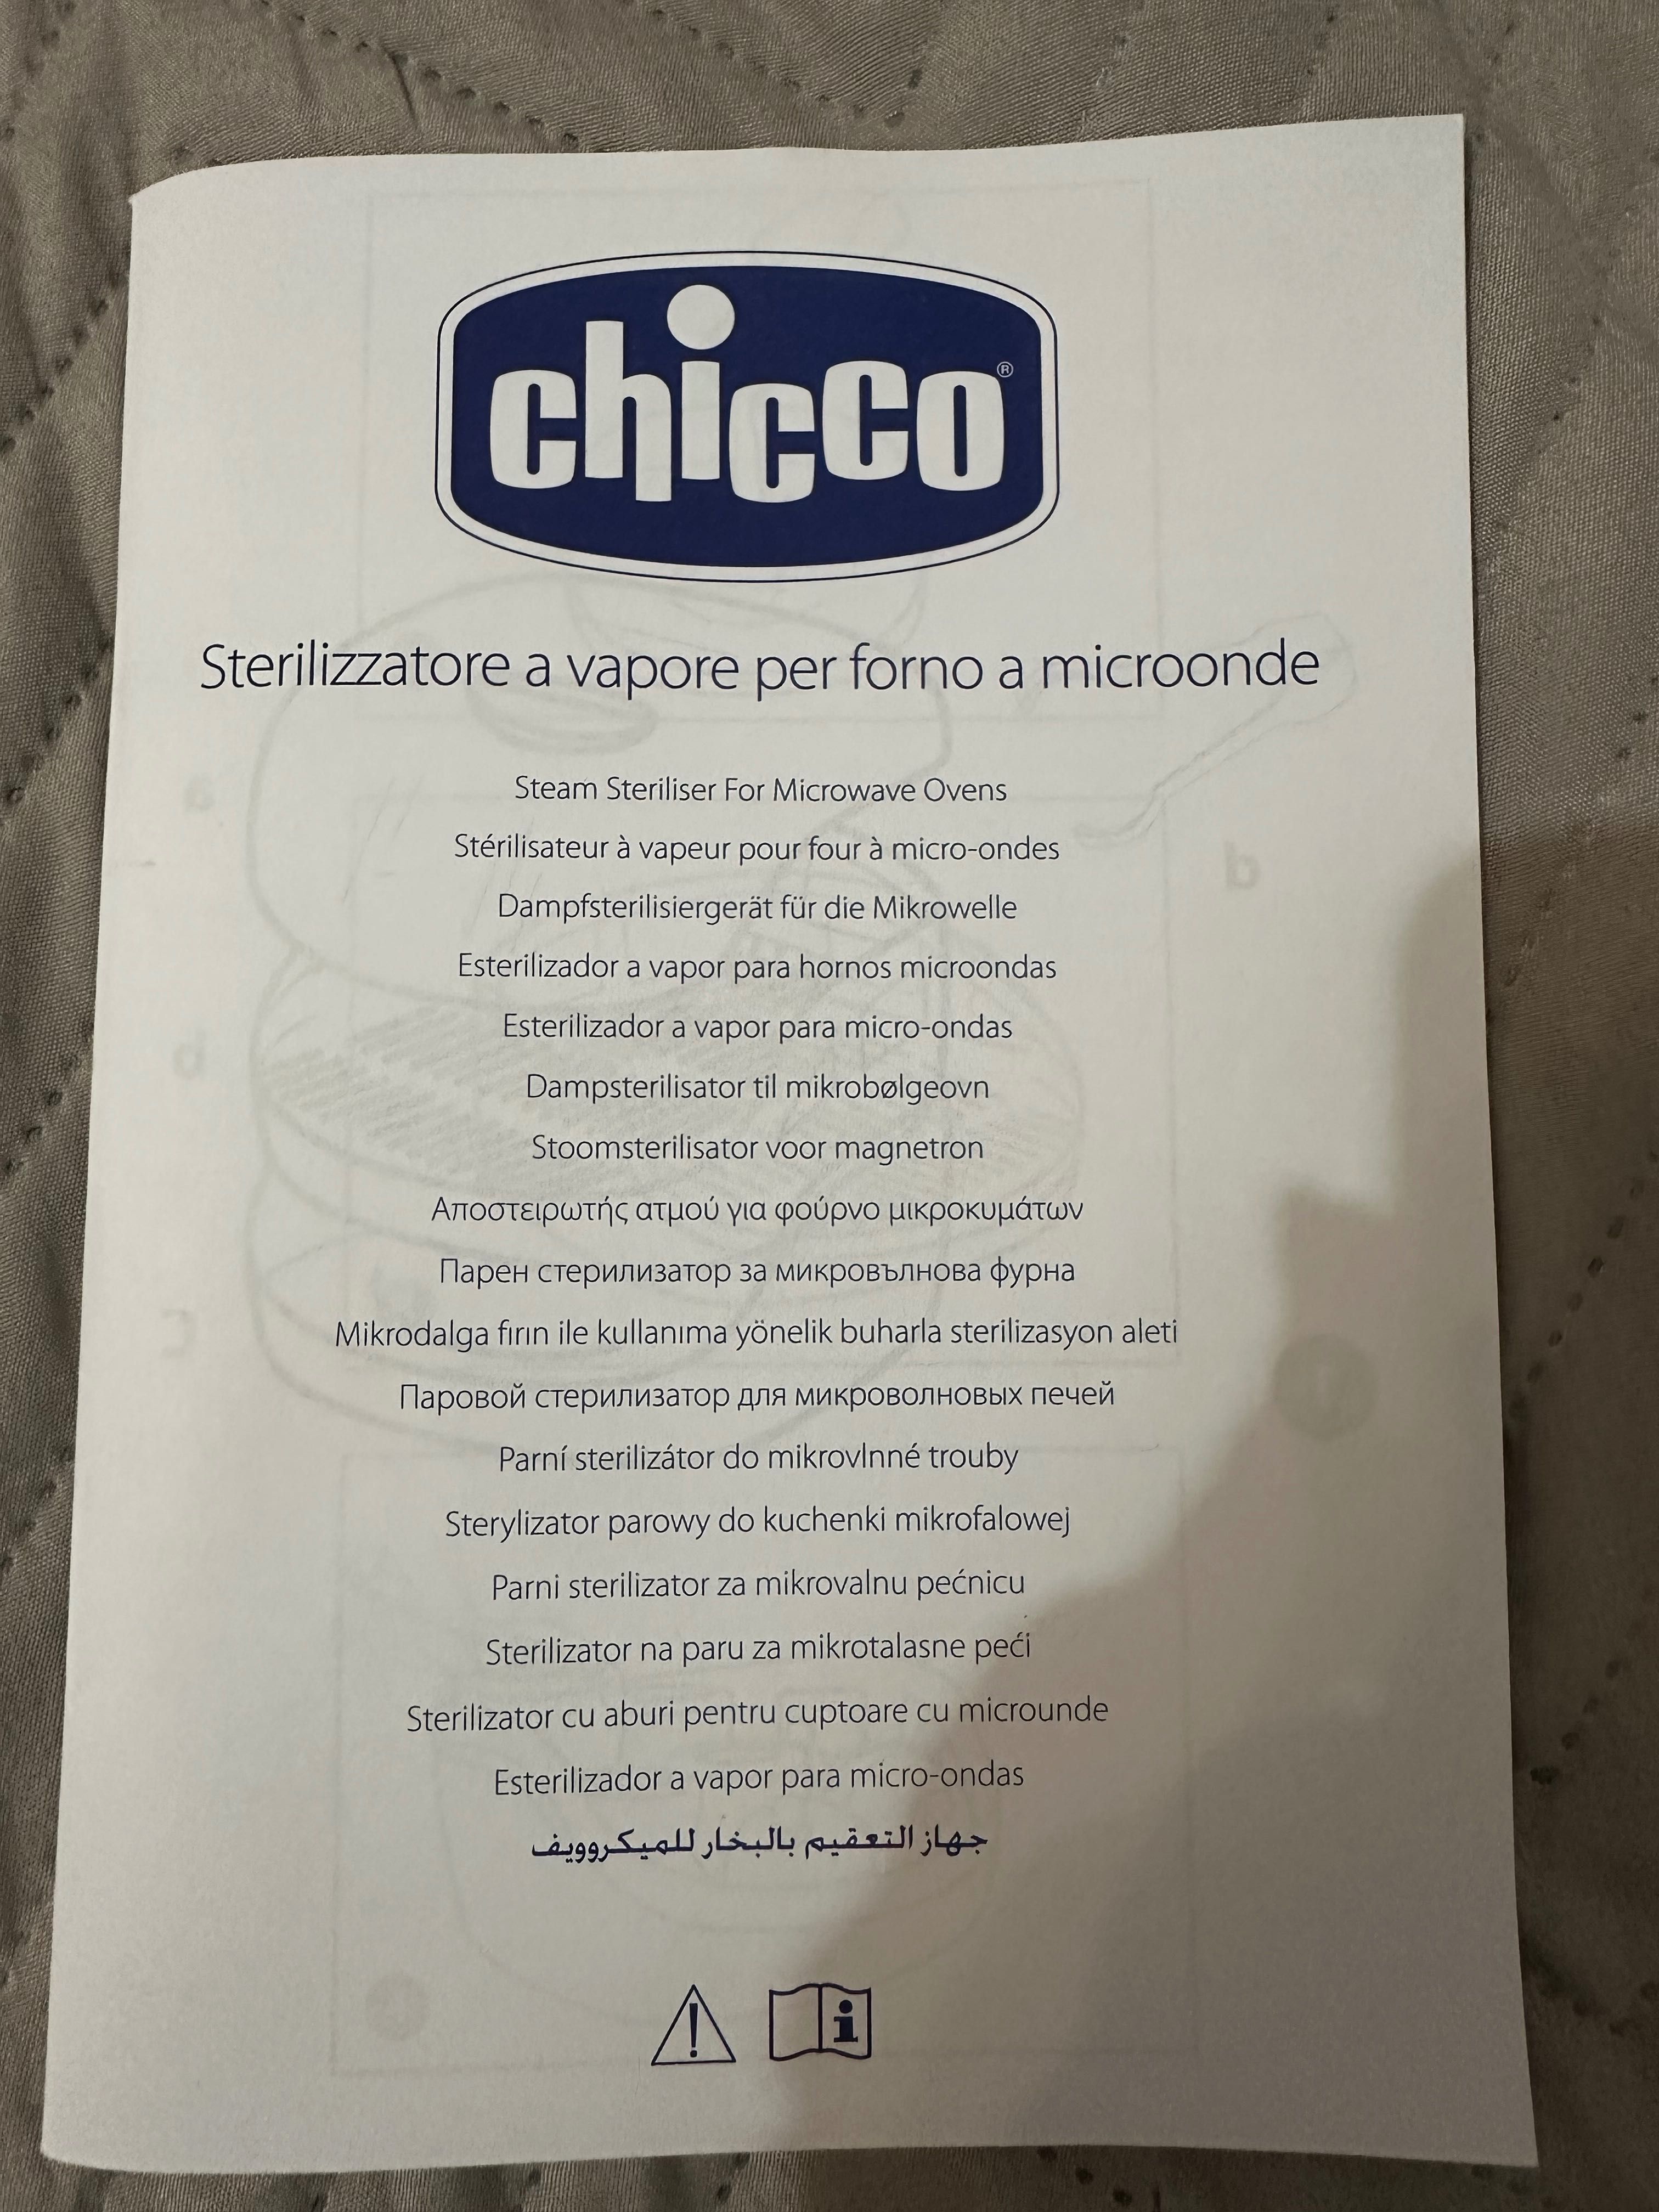 chicco®
Sterilizzatore a vapore per forno a microonde
Steam Steriliser For Microwave Ovens
Stérilisateur à vapeur pour four à micro-ondes
Dampfsterilisiergerät für die Mikrowelle
Esterilizador a vapor para hornos microondas
Esterilizador a vapor para micro-ondas
Dampsterilisator til mikrobølgeovn
Stoomsterilisator voor magnetron
Αποστειρωτής ατμού για φούρνο μικροκυμάτων
Парен стерилизатор за микровълнова фурна
Mikrodalga fırın ile kullanıma yönelik buharla sterilizasyon aleti
Паровой стерилизатор для микроволновых печей
Parní sterilizátor do mikrovlnné trouby
Sterylizator parowy do kuchenki mikrofalowej
Parni sterilizator za mikrovalnu pećnicu
Sterilizator na paru za mikrotalasne peći
Sterilizator cu aburi pentru cuptoare cu microunde
Esterilizador a vapor para micro-ondas
جهاز التعقيم بالبخار للميكروويف